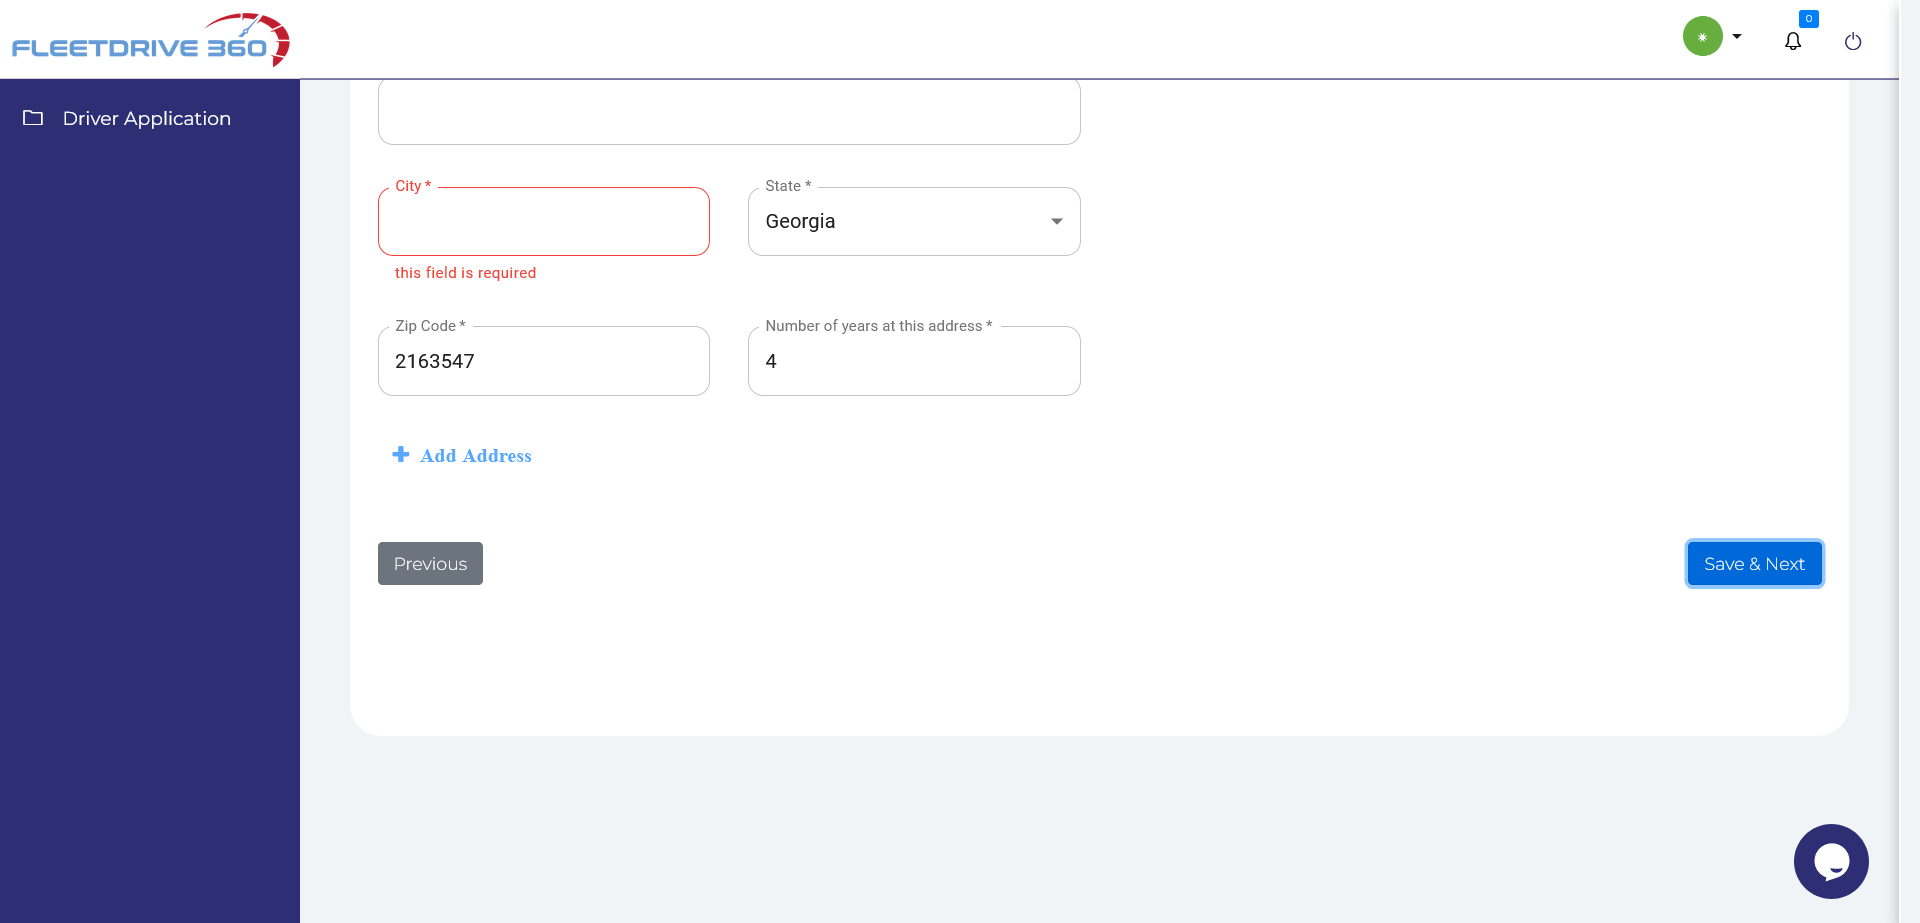 FLEETDRIVE 360
0
Driver Application
City *
State *
Georgia
this field is required
Zip Code *
Number of years at this address *
2163547
4
Add Address
Previous
Save & Next